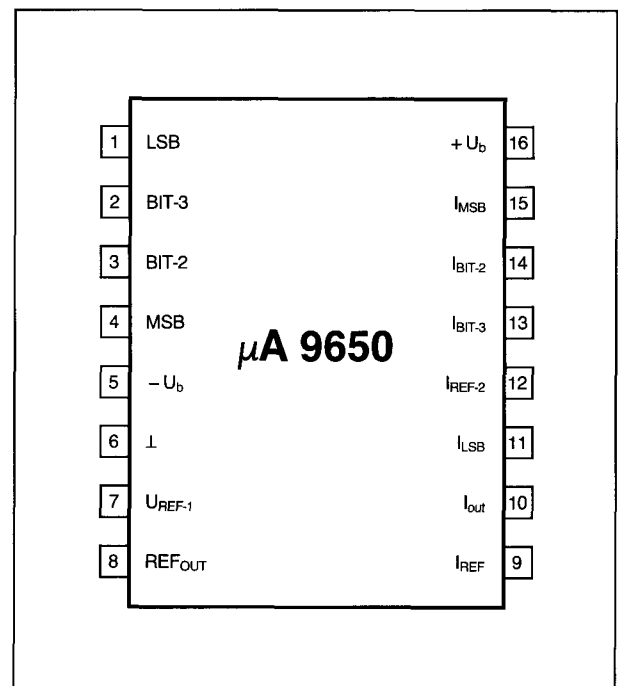 1 LSB + U_b 16
2 BIT-3 I_MSB 15
3 BIT-2 I_BIT-2 14
4 MSB I_BIT-3 13
μA 9650
5 − U_b I_REF-2 12
6 ⊥ I_LSB 11
7 U_REF-1 I_out 10
8 REF_OUT I_REF 9